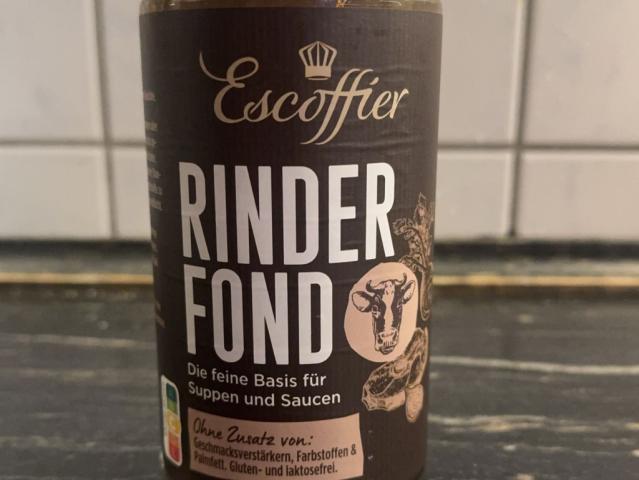 Escoffier
RINDER
FOND
Die feine Basis für
Suppen und Saucen
Ohne Zusatz von:
Geschmacksverstärkern, Farbstoffen &
Palmfett. Gluten- und laktosefrei.